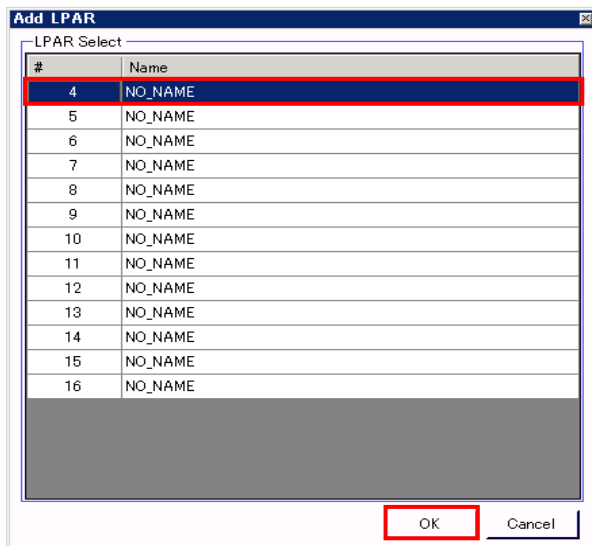 Add LPAR
LPAR Select
# Name
4 NO_NAME
5 NO_NAME
6 NO_NAME
7 NO_NAME
8 NO_NAME
9 NO_NAME
10 NO_NAME
11 NO_NAME
12 NO_NAME
13 NO_NAME
14 NO_NAME
15 NO_NAME
16 NO_NAME
OK Cancel